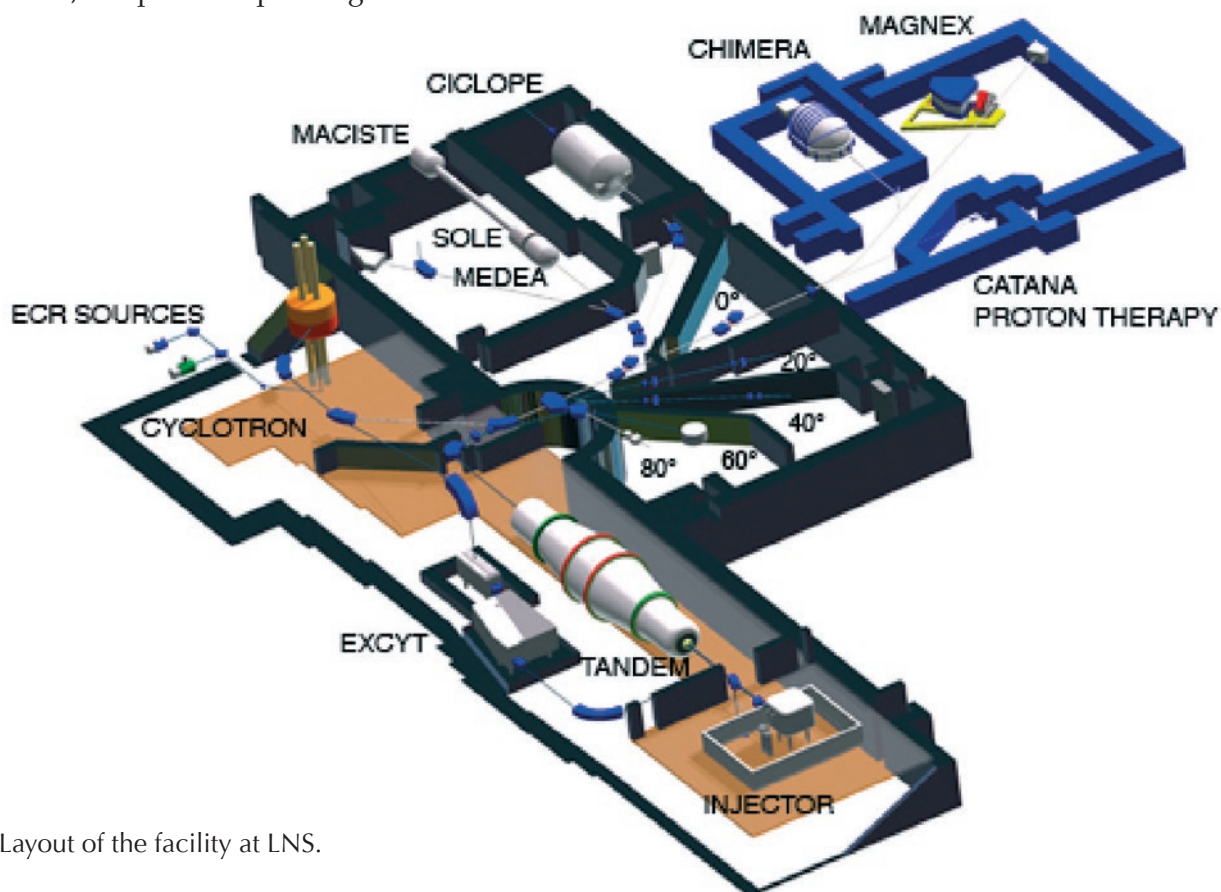 MAGNEX
CHIMERA
CICLOPE
MACISTE
SOLE
MEDEA
ECR SOURCES
0°
CATANA
PROTON THERAPY
20°
CYCLOTRON
40°
80°
60°
EXCYT
TANDEM
INJECTOR
Layout of the facility at LNS.